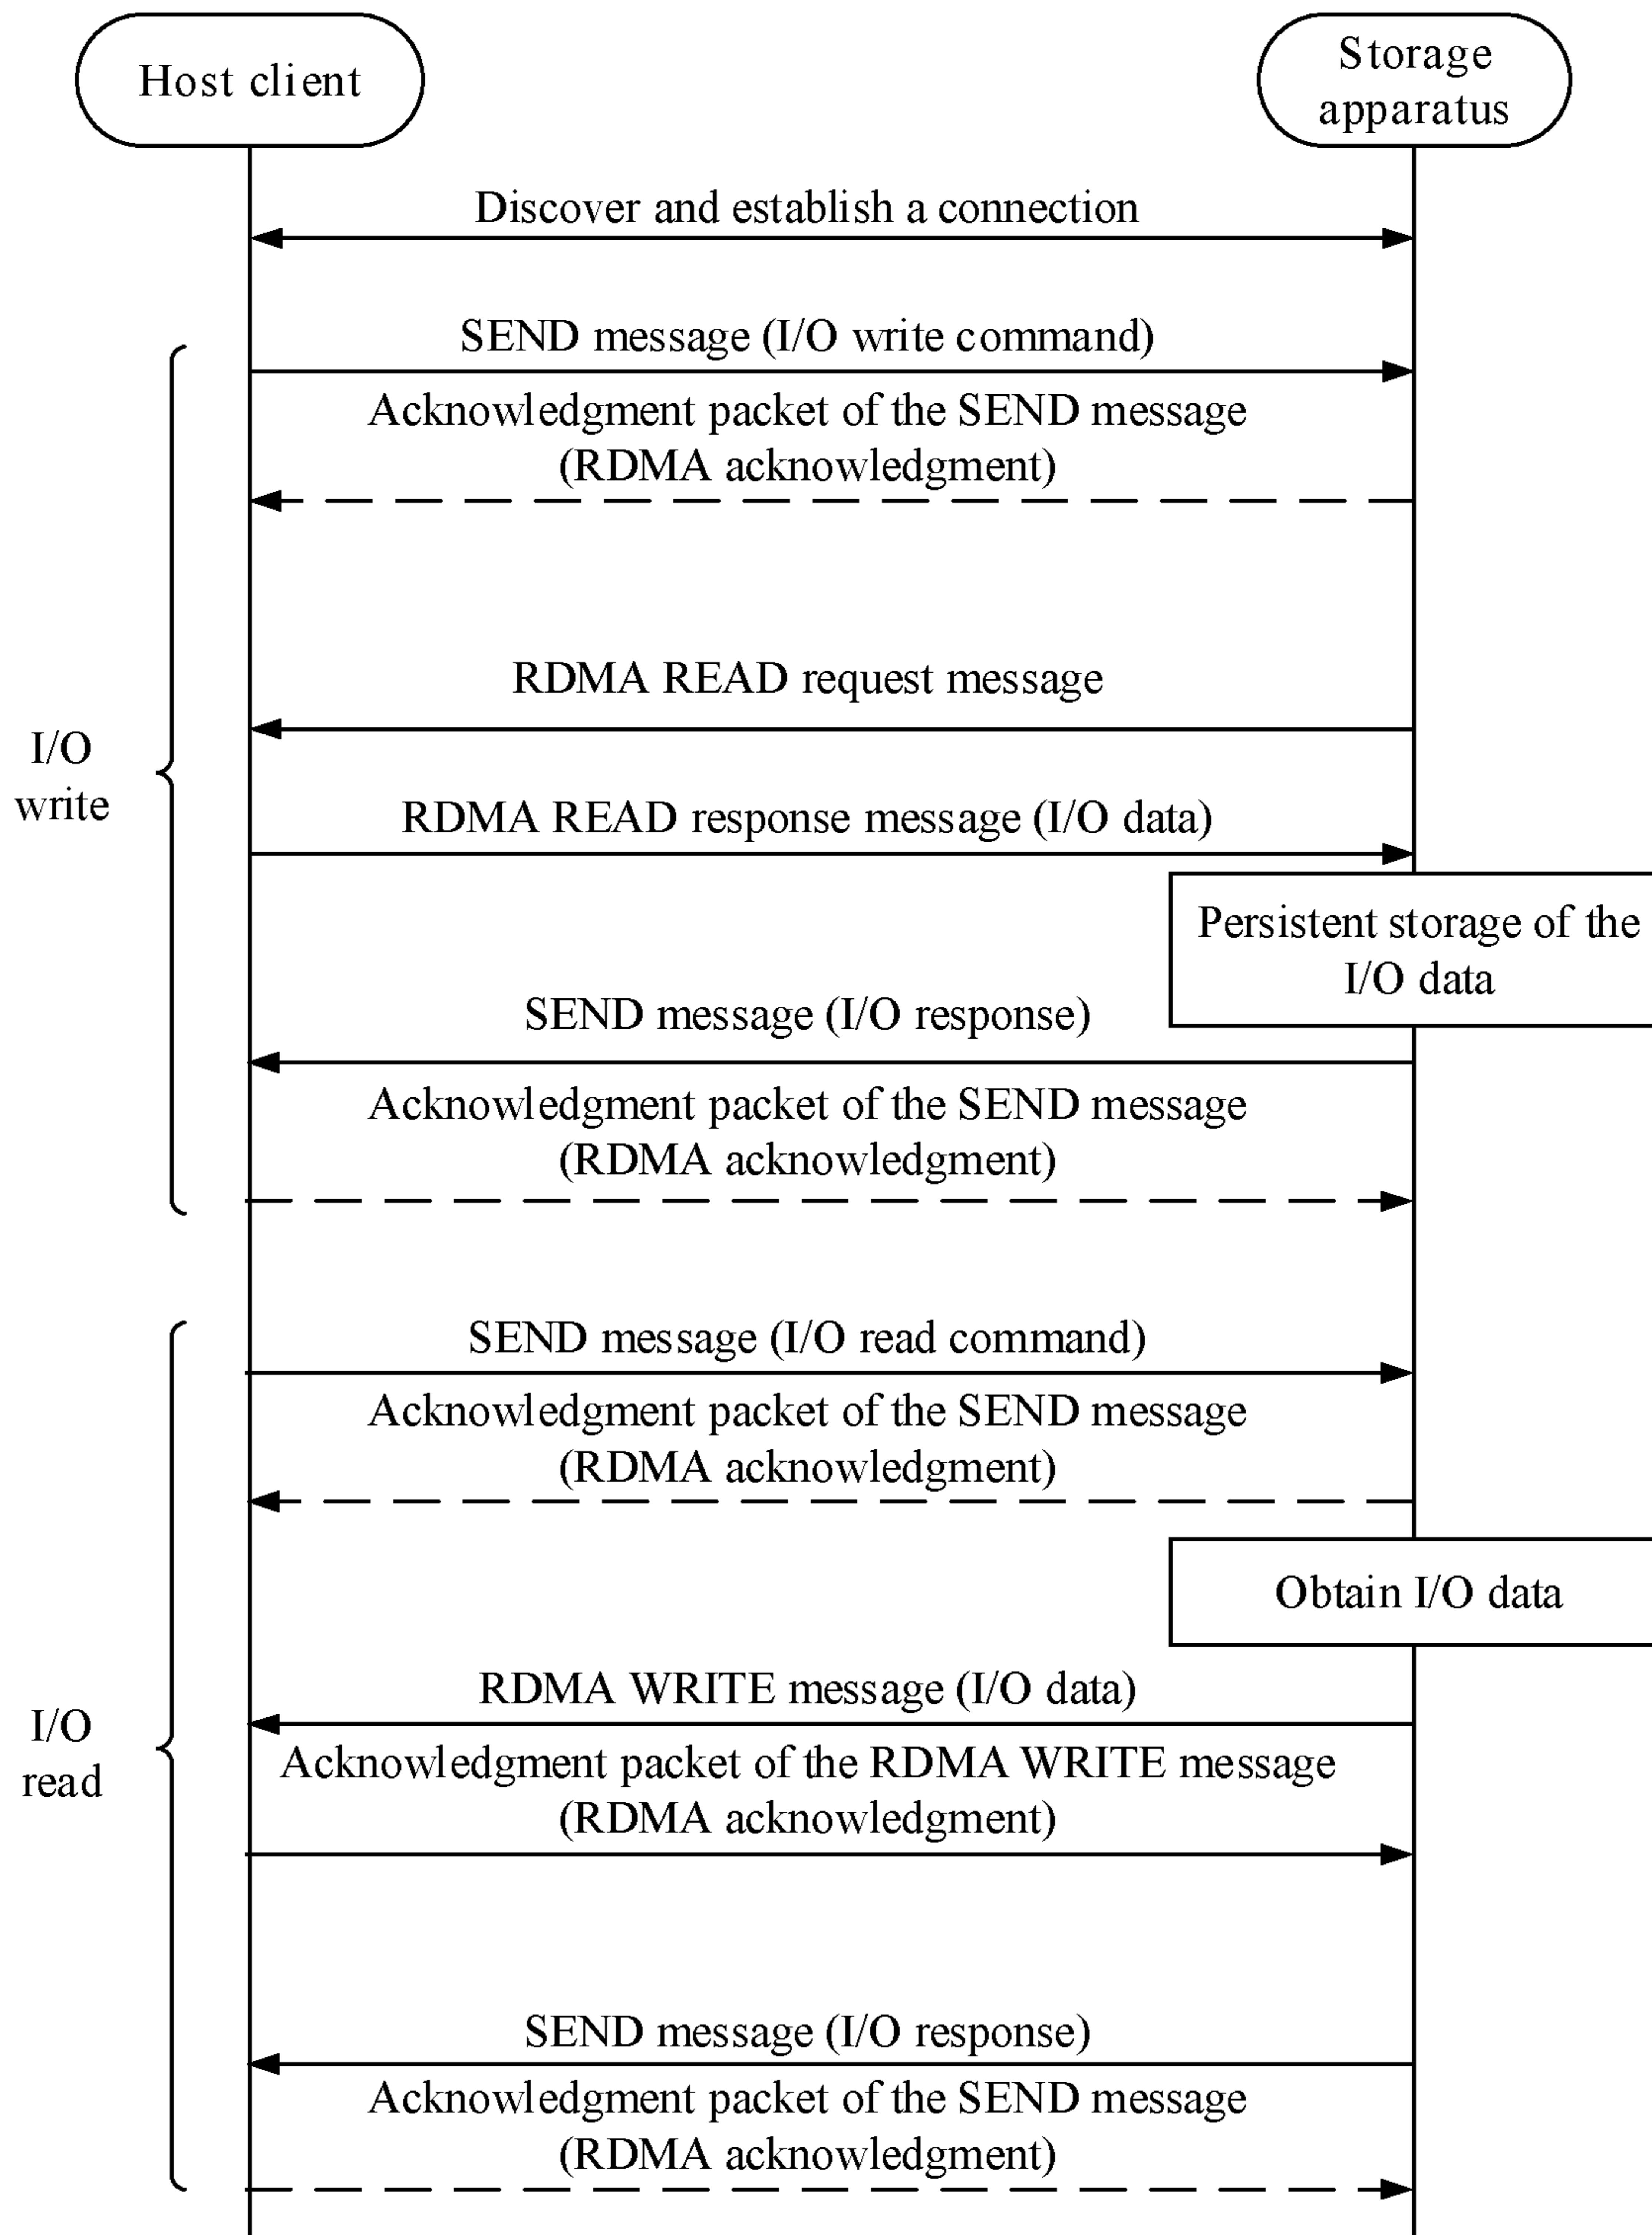 Host client
Storage
apparatus
Discover and establish a connection
SEND message (I/O write command)
Acknowledgment packet of the SEND message
(RDMA acknowledgment)
RDMA READ request message
I/O
write
RDMA READ response message (I/O data)
Persistent storage of the
I/O data
SEND message (I/O response)
Acknowledgment packet of the SEND message
(RDMA acknowledgment)
SEND message (I/O read command)
Acknowledgment packet of the SEND message
(RDMA acknowledgment)
Obtain I/O data
RDMA WRITE message (I/O data)
I/O
read
Acknowledgment packet of the RDMA WRITE message
(RDMA acknowledgment)
SEND message (I/O response)
Acknowledgment packet of the SEND message
(RDMA acknowledgment)